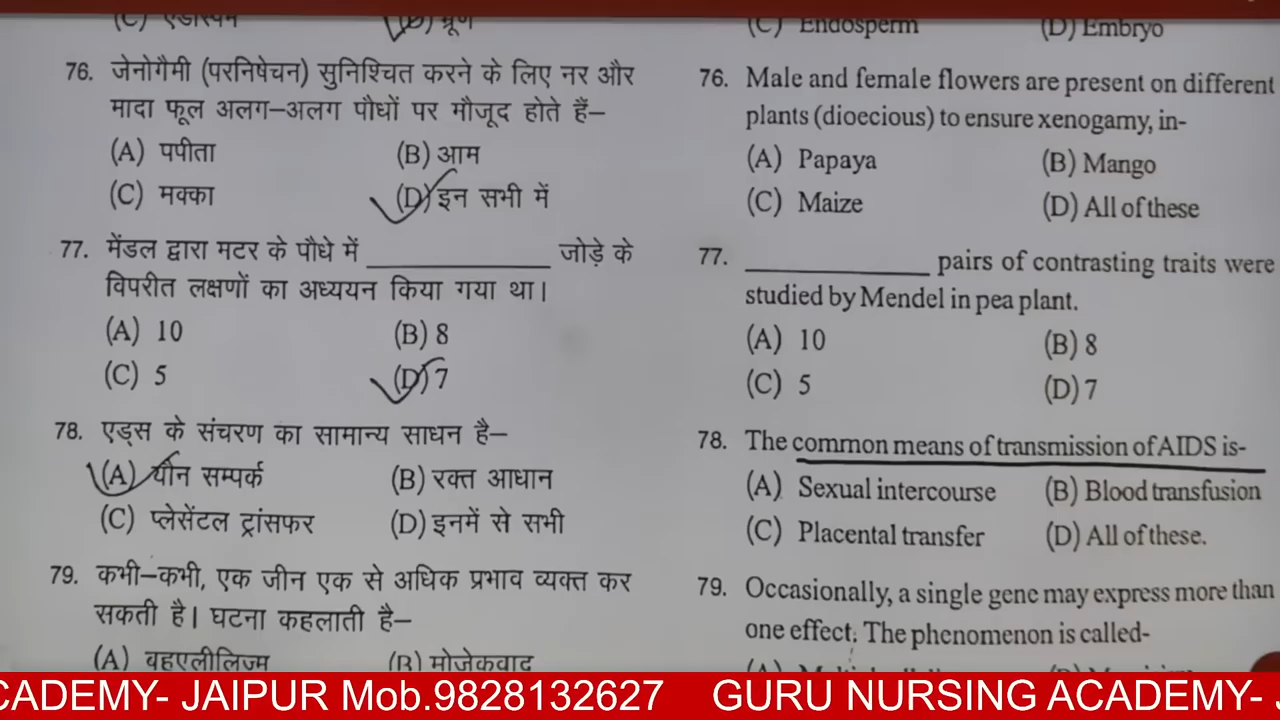 (C) एंडोस्पर्म
(D) भ्रूण
76. जेनोगैमी (परनिषेचन) सुनिश्चित करने के लिए नर और
मादा फूल अलग–अलग पौधों पर मौजूद होते हैं–
(A) पपीता
(B) आम
(C) मक्का
(D) इन सभी में
77. मेंडल द्वारा मटर के पौधे में ____________ जोड़े के
विपरीत लक्षणों का अध्ययन किया गया था।
(A) 10
(B) 8
(C) 5
(D) 7
78. एड्स के संचरण का सामान्य साधन है–
(A) यौन सम्पर्क
(B) रक्त आधान
(C) प्लेसेंटल ट्रांसफर
(D) इनमें से सभी
79. कभी–कभी, एक जीन एक से अधिक प्रभाव व्यक्त कर
सकती है। घटना कहलाती है–
(A) बहुएलीलिज्म
(B) मोजेकवाद
(C) Endosperm
(D) Embryo
76. Male and female flowers are present on different
plants (dioecious) to ensure xenogamy, in-
(A) Papaya
(B) Mango
(C) Maize
(D) All of these
77. ____________ pairs of contrasting traits were
studied by Mendel in pea plant.
(A) 10
(B) 8
(C) 5
(D) 7
78. The common means of transmission of AIDS is-
(A) Sexual intercourse
(B) Blood transfusion
(C) Placental transfer
(D) All of these.
79. Occasionally, a single gene may express more than
one effect. The phenomenon is called-
CADEMY- JAIPUR Mob.9828132627 GURU NURSING ACADEMY-